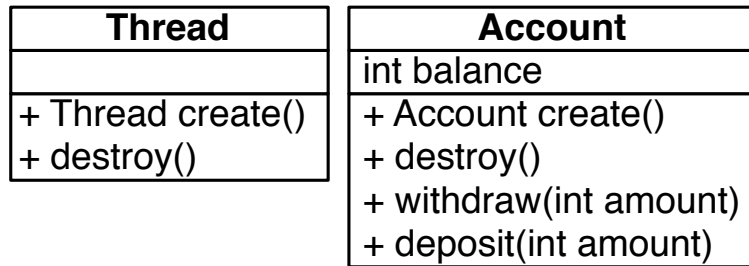 Thread
+ Thread create()
+ destroy()
Account
int balance
+ Account create()
+ destroy()
+ withdraw(int amount)
+ deposit(int amount)